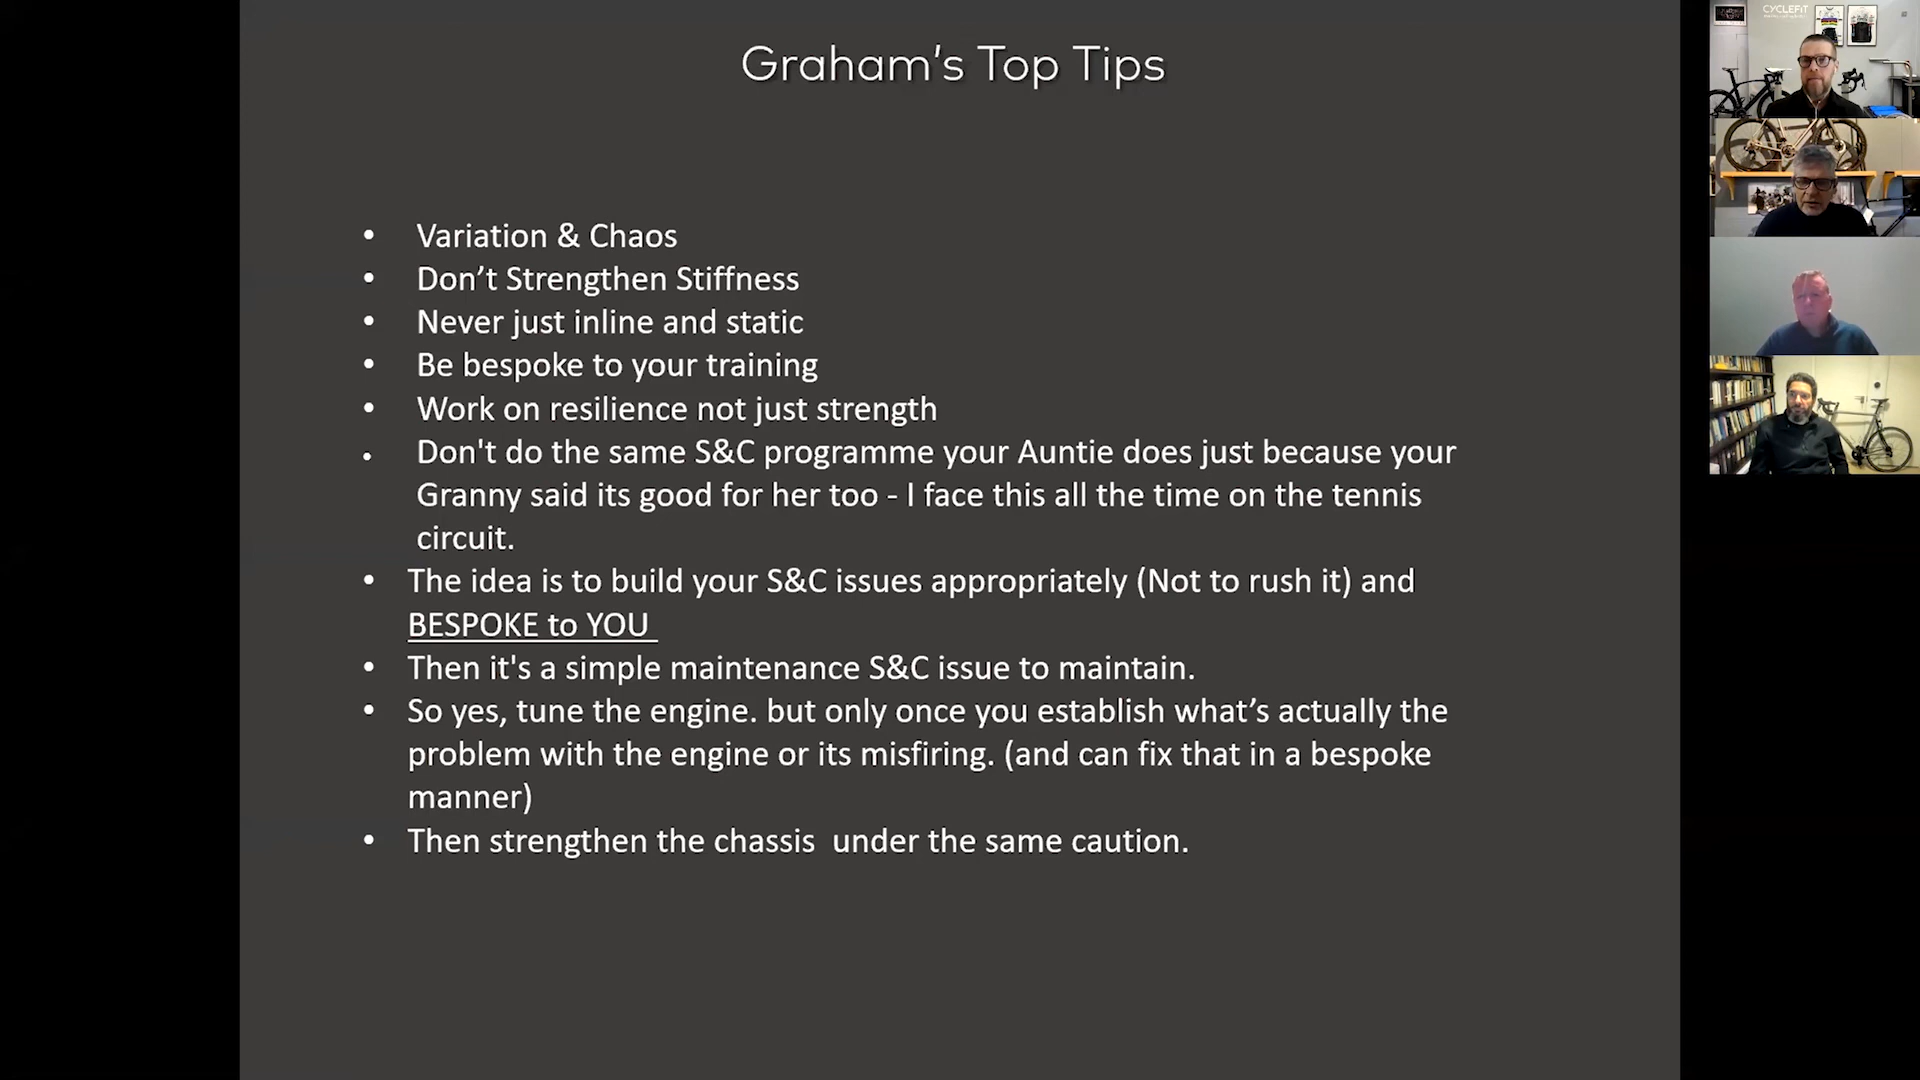 Graham's Top Tips
CYCLEFIT
• Variation & Chaos
• Don’t Strengthen Stiffness
• Never just inline and static
• Be bespoke to your training
• Work on resilience not just strength
• Don't do the same S&C programme your Auntie does just because your
Granny said its good for her too - I face this all the time on the tennis
circuit.
• The idea is to build your S&C issues appropriately (Not to rush it) and
BESPOKE to YOU
• Then it's a simple maintenance S&C issue to maintain.
• So yes, tune the engine. but only once you establish what’s actually the
problem with the engine or its misfiring. (and can fix that in a bespoke
manner)
• Then strengthen the chassis  under the same caution.